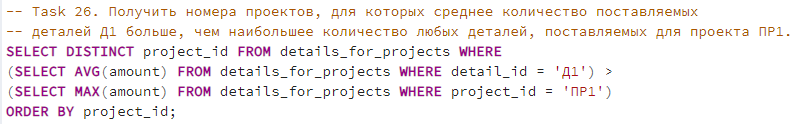 -- Task 26. Получить номера проектов, для которых среднее количество поставляемых
-- деталей Д1 больше, чем наибольшее количество любых деталей, поставляемых для проекта ПР1.
SELECT DISTINCT project_id FROM details_for_projects WHERE
(SELECT AVG(amount) FROM details_for_projects WHERE detail_id = 'Д1') >
(SELECT MAX(amount) FROM details_for_projects WHERE project_id = 'ПР1')
ORDER BY project_id;